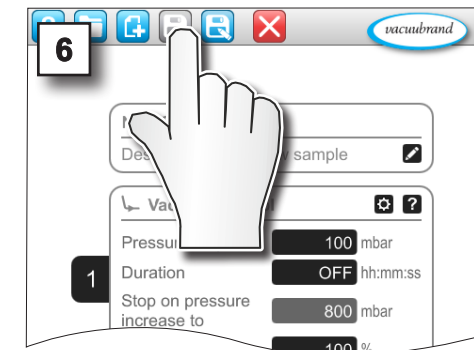 6
vacuubrand
sample
Pressu
100 mbar
1
Duration OFF hh:mm:ss
Stop on pressure
increase to
800 mbar
100 %